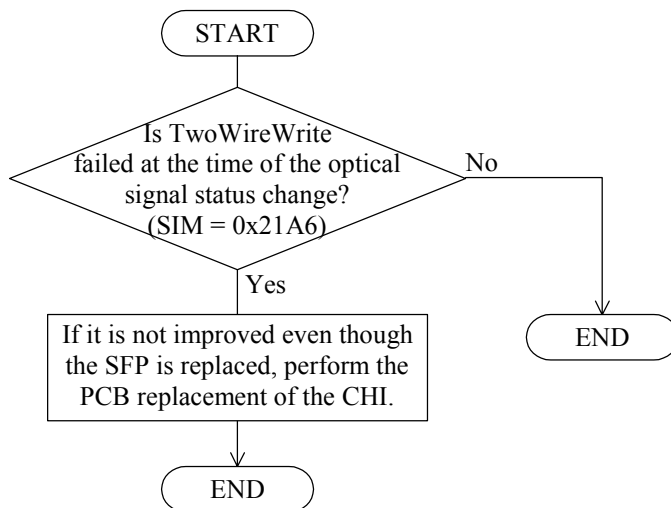 START
Is TwoWireWrite
failed at the time of the optical
signal status change?
(SIM = 0x21A6)
No
Yes
If it is not improved even though
the SFP is replaced, perform the
PCB replacement of the CHI.
END
END